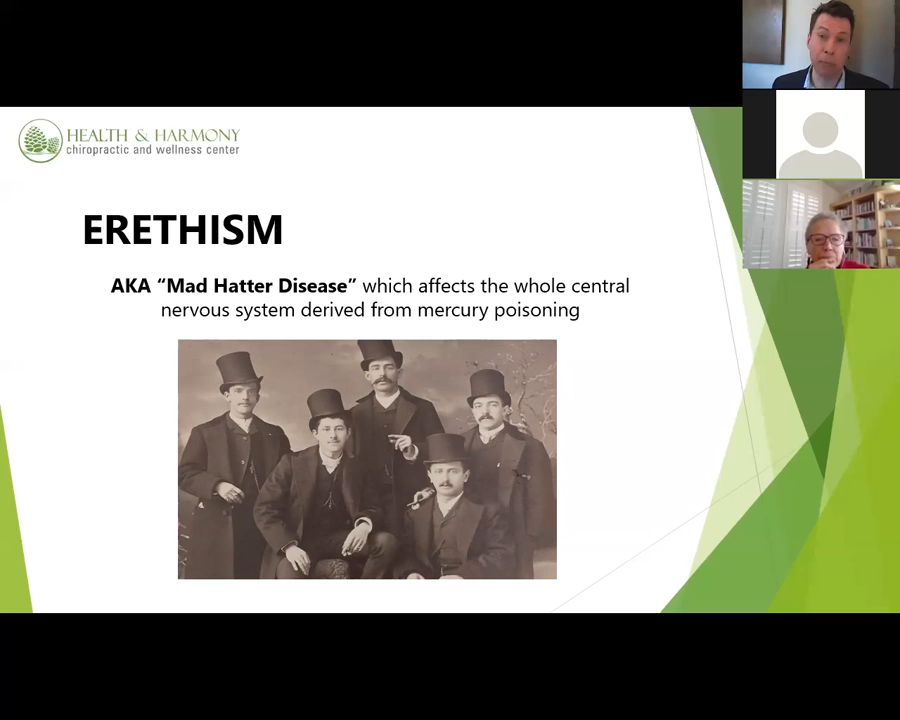 HEALTH & HARMONY
chiropractic and wellness center
ERETHISM
AKA “Mad Hatter Disease” which affects the whole central
nervous system derived from mercury poisoning